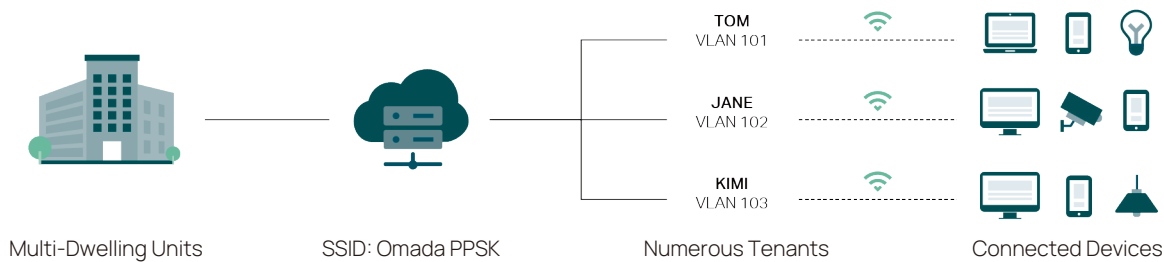 TOM
VLAN 101
JANE
VLAN 102
KIMI
VLAN 103
Multi-Dwelling Units
SSID: Omada PPSK
Numerous Tenants
Connected Devices